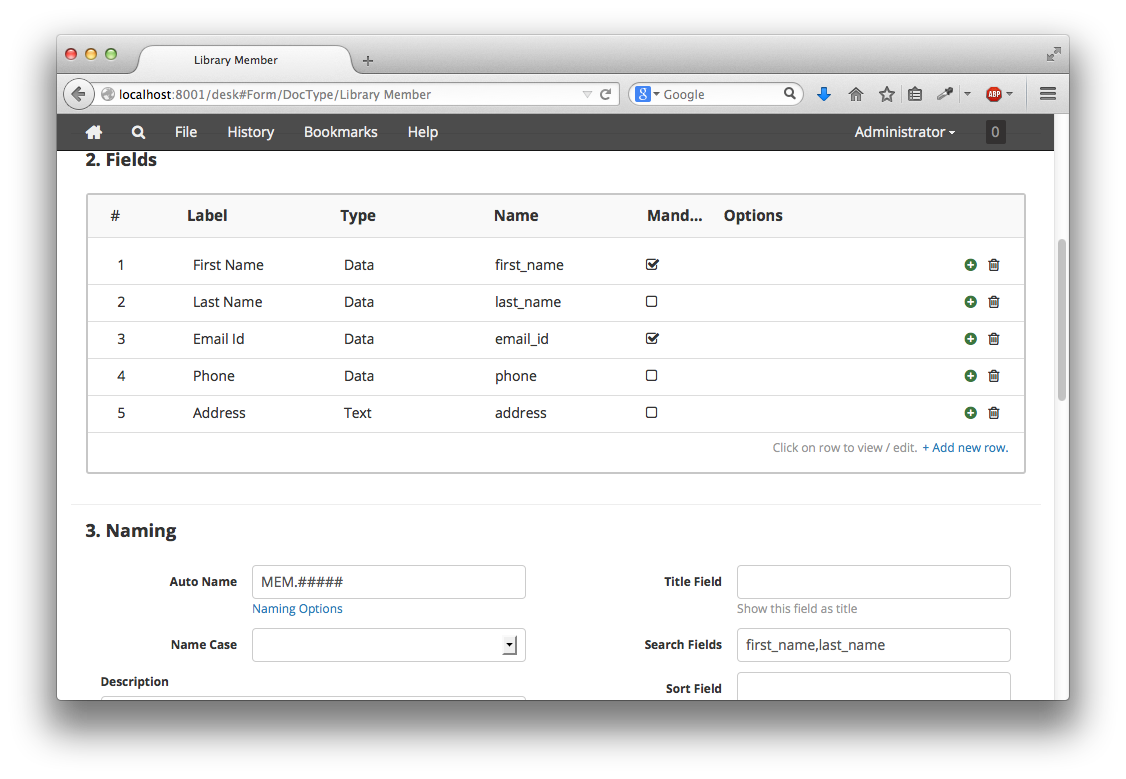 Library Member
localhost:8001/desk#Form/DocType/Library Member
Google
ABP
File History Bookmarks Help Administrator 0
2. Fields
# Label Type Name Mand... Options
1 First Name Data first_name
2 Last Name Data last_name
3 Email Id Data email_id
4 Phone Data phone
5 Address Text address
Click on row to view / edit. + Add new row.
3. Naming
Auto Name MEM.##### Title Field
Naming Options Show this field as title
Name Case Search Fields first_name,last_name
Description Sort Field